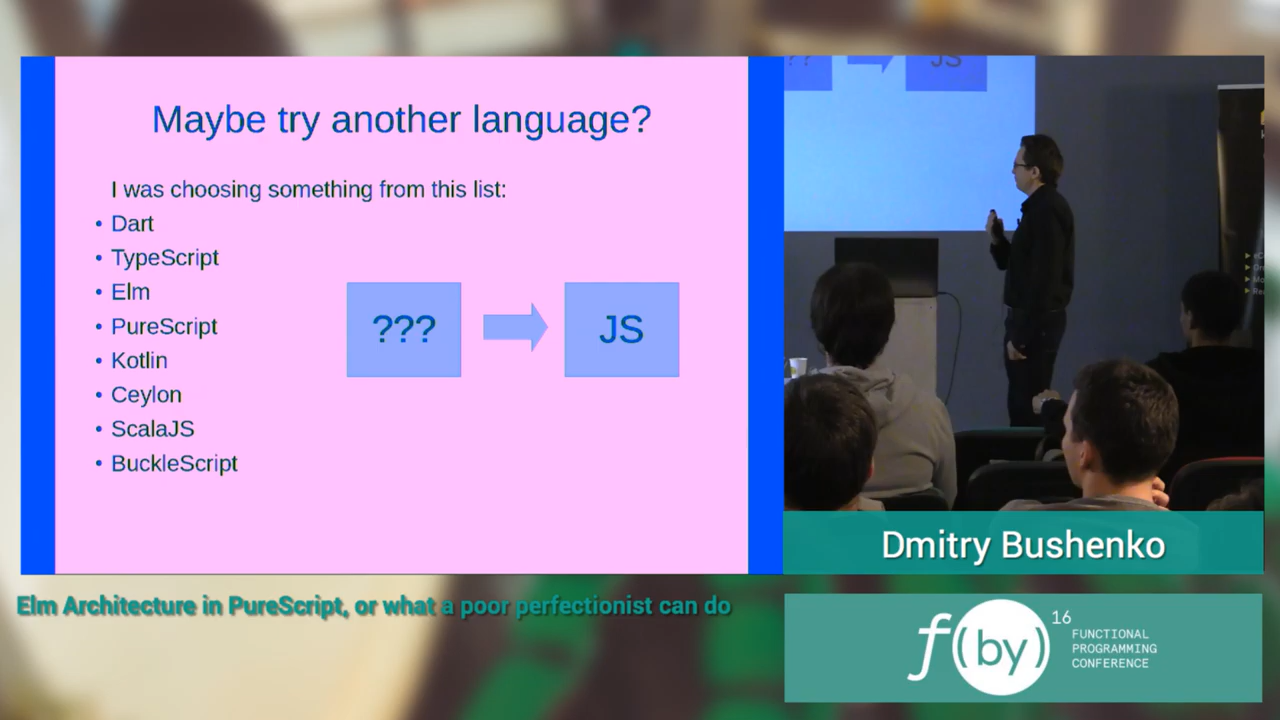 Maybe try another language?
I was choosing something from this list:
• Dart
• TypeScript
• Elm
• PureScript
• Kotlin
• Ceylon
• ScalaJS
• BuckleScript
???
JS
??
JS
Dmitry Bushenko
Elm Architecture in PureScript, or what a poor perfectionist can do
f(by)
16
FUNCTIONAL
PROGRAMMING
CONFERENCE